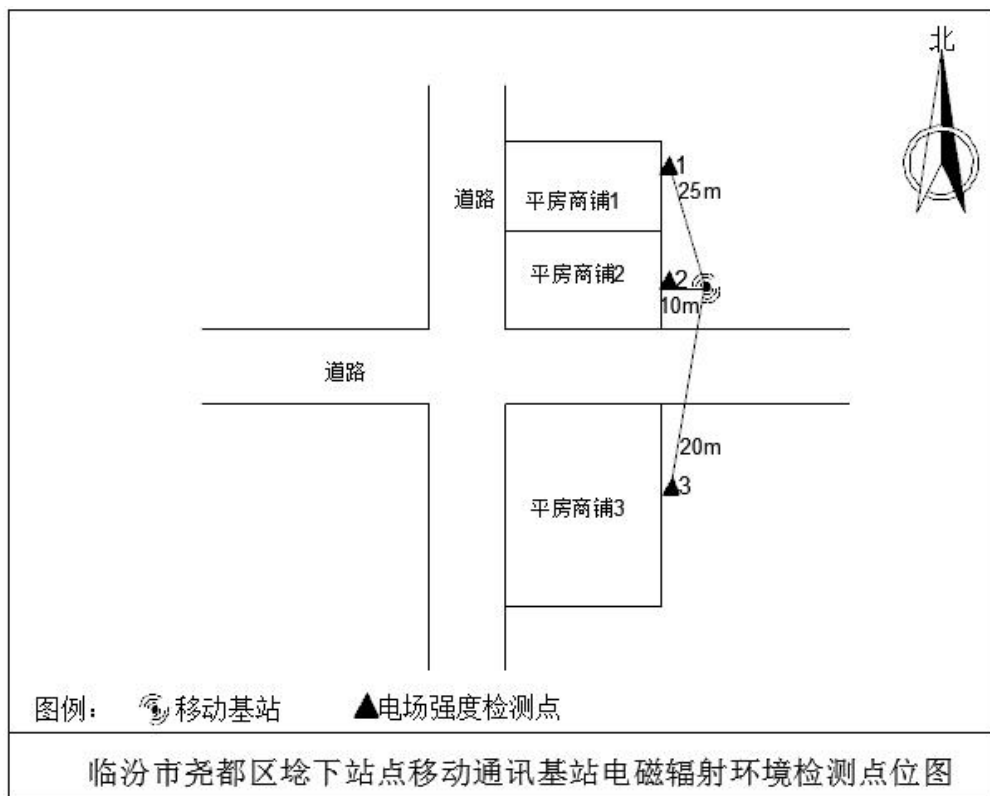 北
1
25m
道路
平房商铺1
平房商铺2
2
10m
道路
20m
3
平房商铺3
图例：
移动基站
电场强度检测点
临汾市尧都区埝下站点移动通讯基站电磁辐射环境检测点位图